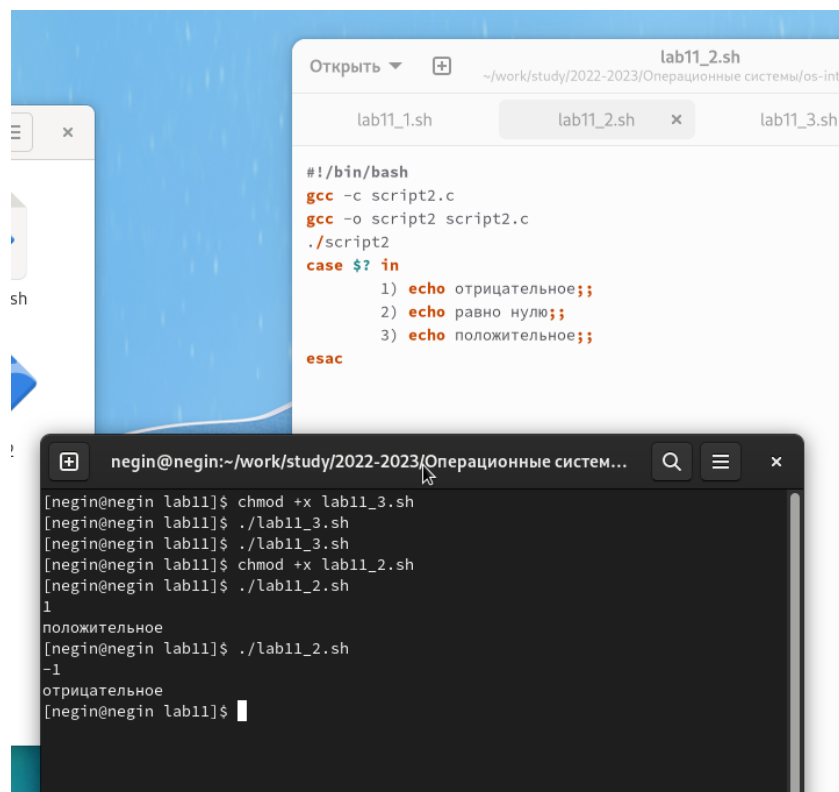 lab11_2.sh
Открыть
~/work/study/2022-2023/Операционные системы/os-int
lab11_1.sh
lab11_2.sh
lab11_3.sh
#!/bin/bash
gcc -c script2.c
gcc -o script2 script2.c
./script2
case $? in
1) echo отрицательное;;
2) echo равно нулю;;
3) echo положительное;;
esac
sh
negin@negin:~/work/study/2022-2023/Операционные систем...
[negin@negin lab11]$ chmod +x lab11_3.sh
[negin@negin lab11]$ ./lab11_3.sh
[negin@negin lab11]$ ./lab11_3.sh
[negin@negin lab11]$ chmod +x lab11_2.sh
[negin@negin lab11]$ ./lab11_2.sh
1
положительное
[negin@negin lab11]$ ./lab11_2.sh
-1
отрицательное
[negin@negin lab11]$